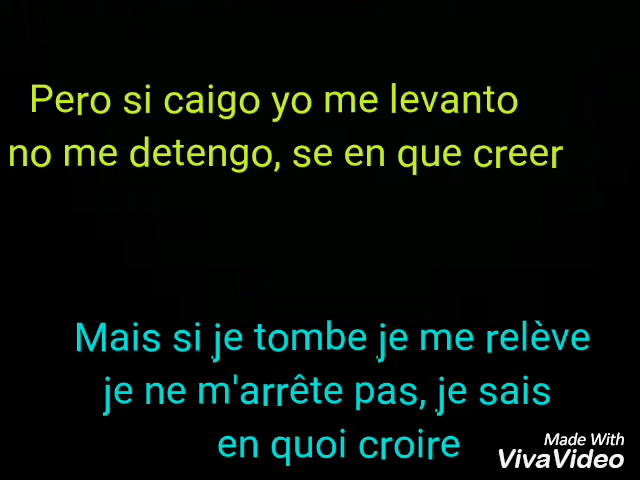 Pero si caigo yo me levanto
no me detengo, se en que creer
Mais si je tombe je me relève
je ne m'arrête pas, je sais
en quoi croire
Made With
VivaVideo